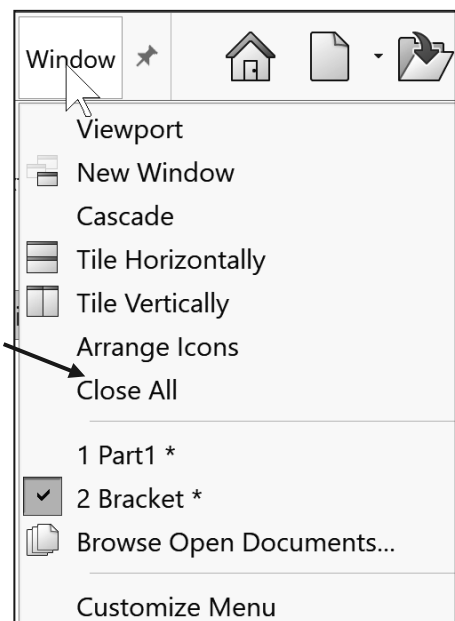 Window
Viewport
New Window
Cascade
Tile Horizontally
Tile Vertically
Arrange Icons
Close All
1 Part1 *
2 Bracket *
Browse Open Documents...
Customize Menu